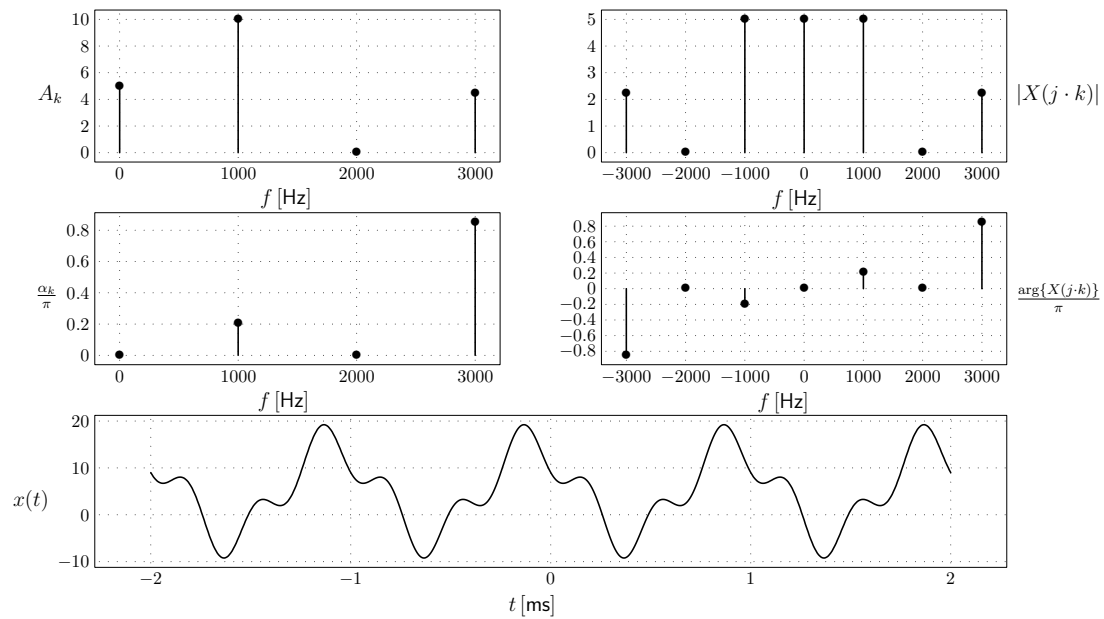 10
8
6
4
2
0
A_k
0 1000 2000 3000
f [Hz]
5
4
3
2
1
0
|X(j · k)|
−3000 −2000 −1000 0 1000 2000 3000
f [Hz]
0.8
0.6
0.4
0.2
0
α_k/π
0 1000 2000 3000
f [Hz]
0.8
0.6
0.4
0.2
0
−0.2
−0.4
−0.6
−0.8
arg{X(j·k)}/π
−3000 −2000 −1000 0 1000 2000 3000
f [Hz]
20
10
0
−10
x(t)
−2 −1 0 1 2
t [ms]